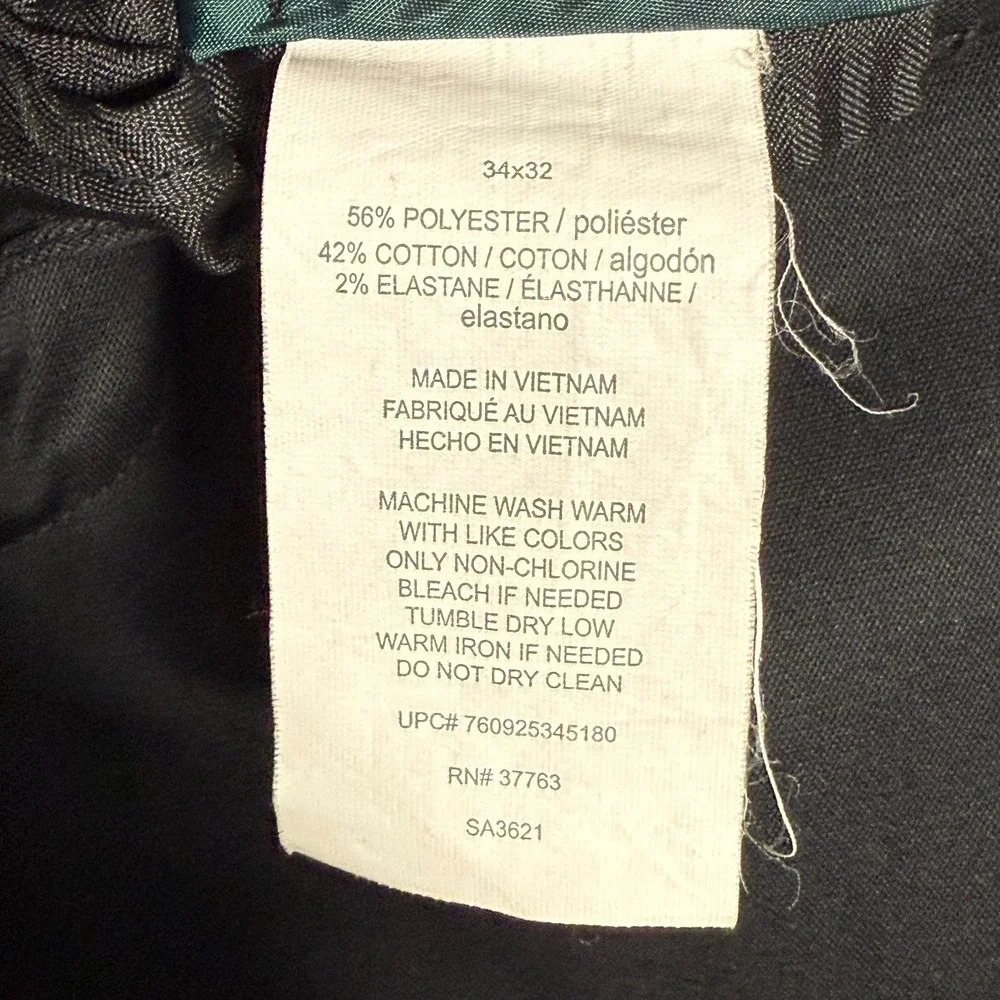 34x32
56% POLYESTER / poliéster
42% COTTON / COTON / algodón
2% ELASTANE / ÉLASTHANNE /
elastano
MADE IN VIETNAM
FABRIQUÉ AU VIETNAM
HECHO EN VIETNAM
MACHINE WASH WARM
WITH LIKE COLORS
ONLY NON-CHLORINE
BLEACH IF NEEDED
TUMBLE DRY LOW
WARM IRON IF NEEDED
DO NOT DRY CLEAN
UPC# 760925345180
RN# 37763
SA3621